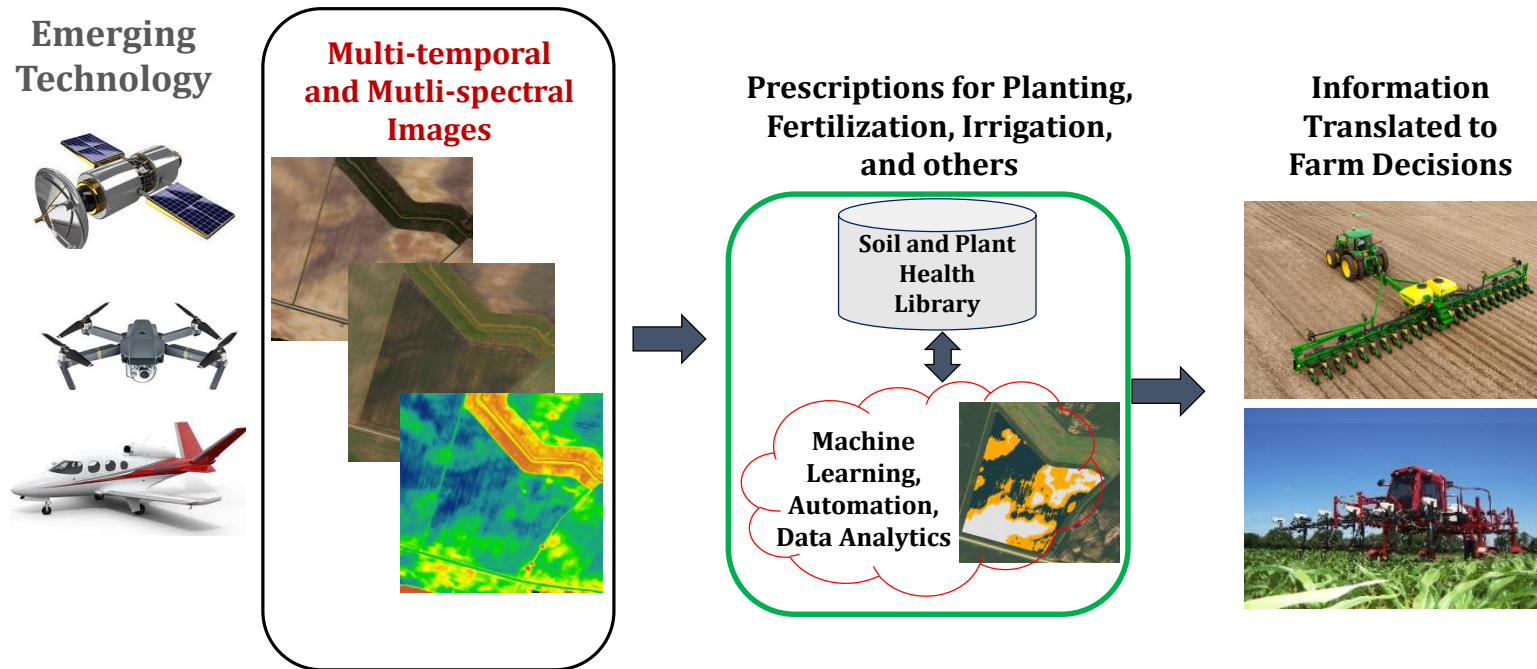 Emerging
Technology
Multi-temporal
and Mutli-spectral
Images
Prescriptions for Planting,
Fertilization, Irrigation,
and others
Soil and Plant
Health
Library
Machine
Learning,
Automation,
Data Analytics
Information
Translated to
Farm Decisions